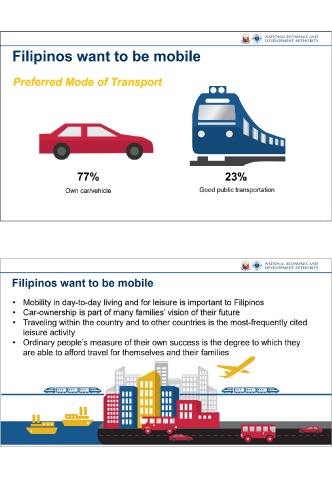 NATIONAL ECONOMIC AND
DEVELOPMENT AUTHORITY
Filipinos want to be mobile
Preferred Mode of Transport
77%
Own car/vehicle
23%
Good public transportation
NATIONAL ECONOMIC AND
DEVELOPMENT AUTHORITY
Filipinos want to be mobile
• Mobility in day-to-day living and for leisure is important to Filipinos
• Car-ownership is part of many families' vision of their future
• Traveling within the country and to other countries is the most-frequently cited
leisure activity
• Ordinary people's measure of their own success is the degree to which they
are able to afford travel for themselves and their families